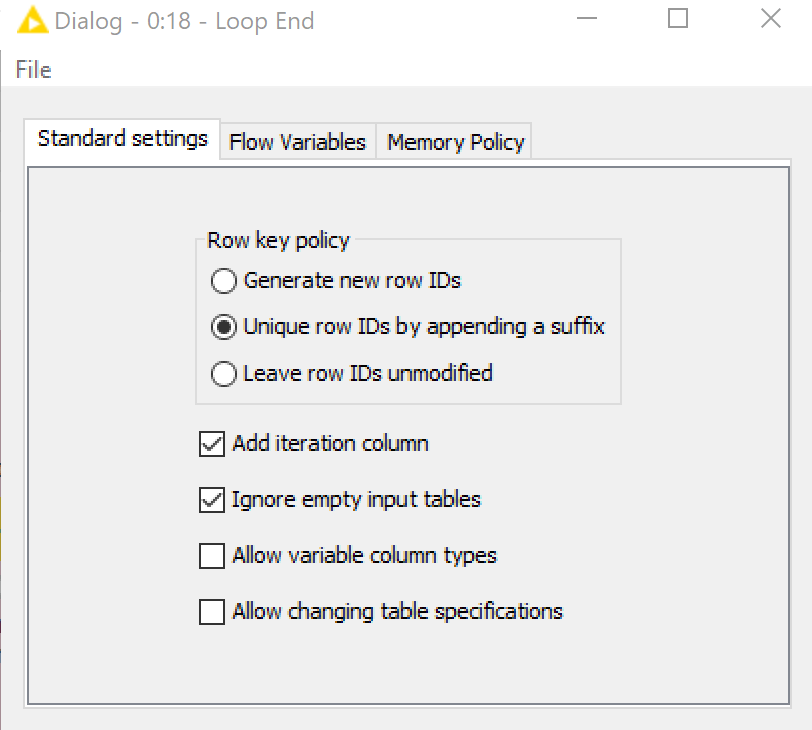 Dialog - 0:18 - Loop End
File
Standard settings Flow Variables Memory Policy
Row key policy
Generate new row IDs
Unique row IDs by appending a suffix
Leave row IDs unmodified
Add iteration column
Ignore empty input tables
Allow variable column types
Allow changing table specifications